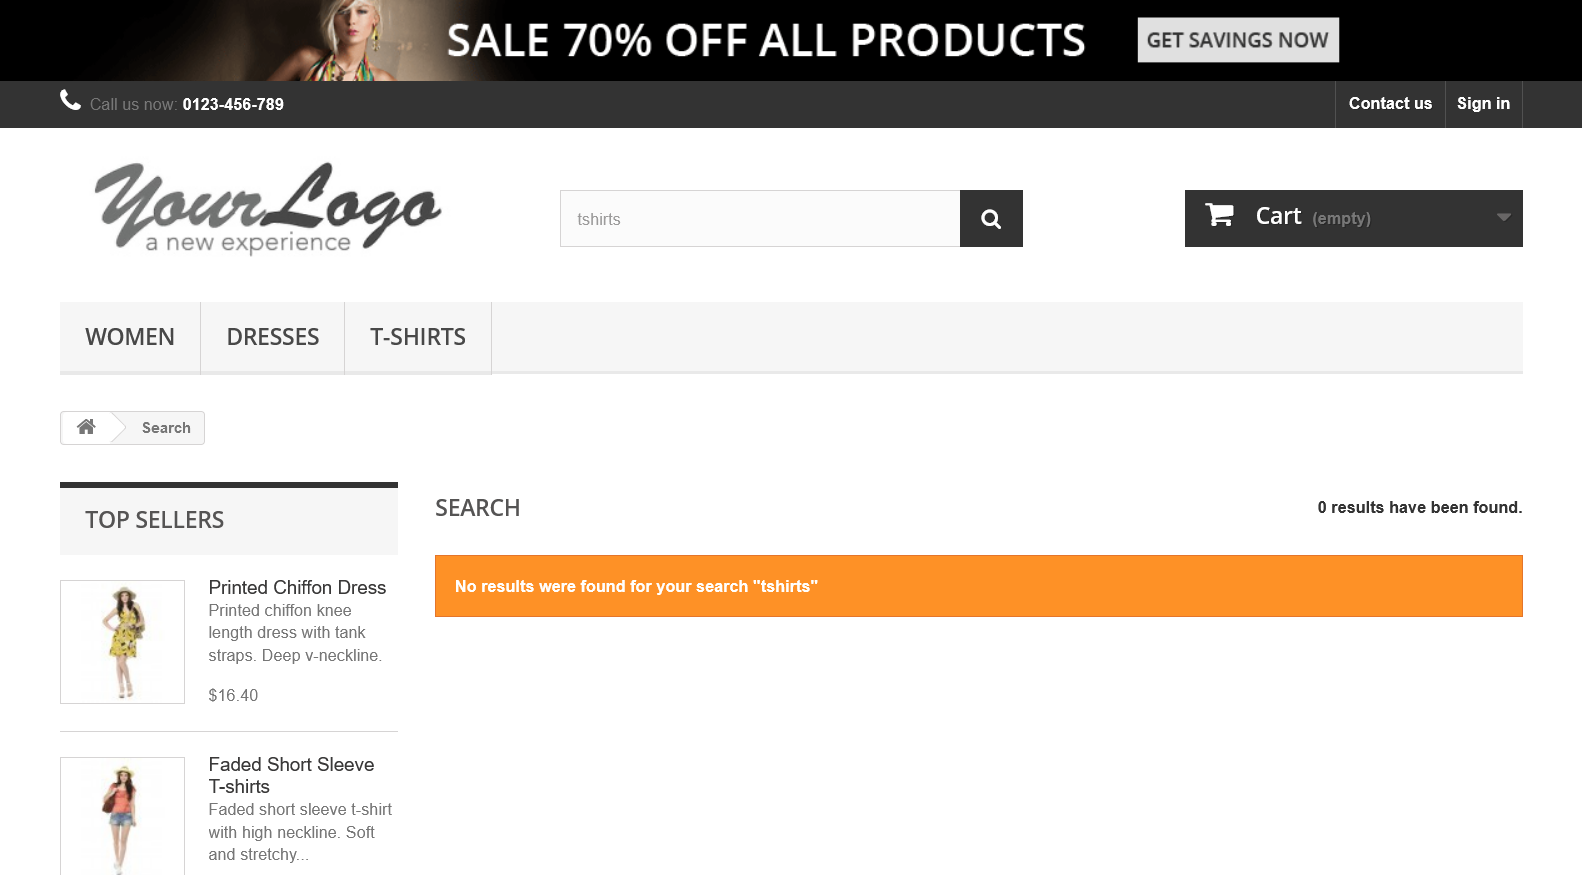 SALE 70% OFF ALL PRODUCTS
GET SAVINGS NOW
Call us now: 0123-456-789
Contact us
Sign in
Your Logo
a new experience
tshirts
Cart (empty)
WOMEN
DRESSES
T-SHIRTS
Search
TOP SELLERS
Printed Chiffon Dress
Printed chiffon knee
length dress with tank
straps. Deep v-neckline.
$16.40
Faded Short Sleeve
T-shirts
Faded short sleeve t-shirt
with high neckline. Soft
and stretchy...
SEARCH
0 results have been found.
No results were found for your search "tshirts"